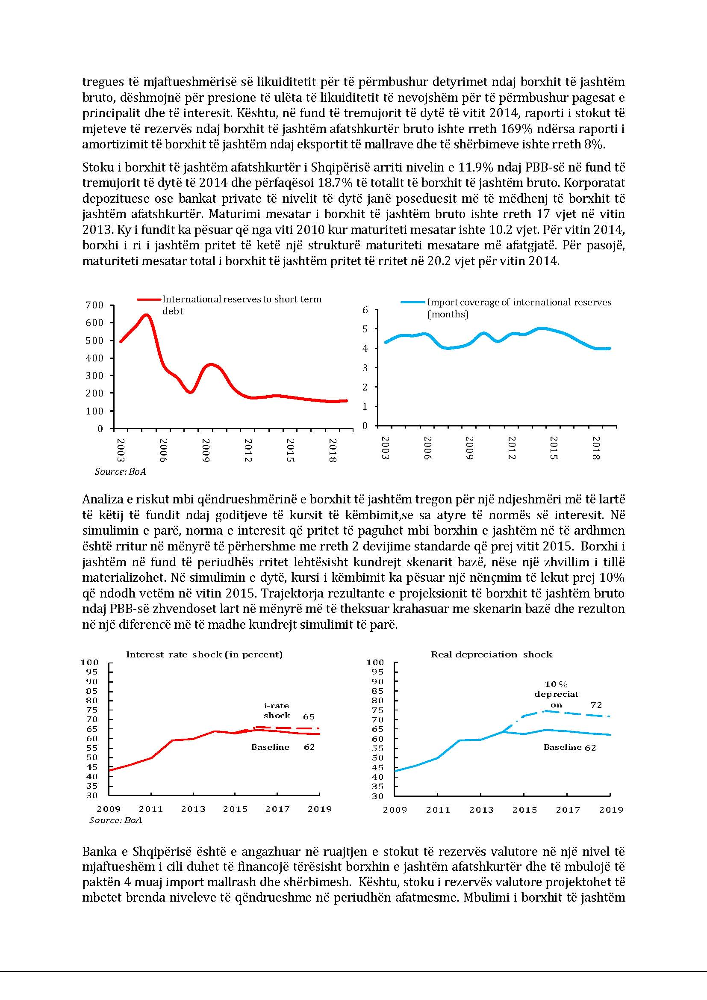 tregues të mjaftueshmërisë së likuiditetit për të përmbushur detyrimet ndaj borxhit të jashtëm
bruto, dëshmojnë për presione të ulëta të likuiditetit të nevojshëm për të përmbushur pagesat e
principalit dhe të interesit. Kështu, në fund të tremujorit të dytë të vitit 2014, raporti i stokut të
mjeteve të rezervës ndaj borxhit të jashtëm afatshkurtër bruto ishte rreth 169% ndërsa raporti i
amortizimit të borxhit të jashtëm ndaj eksportit të mallrave dhe të shërbimeve ishte rreth 8%.
Stoku i borxhit të jashtëm afatshkurtër i Shqipërisë arriti nivelin e 11.9% ndaj PBB-së në fund të
tremujorit të dytë të 2014 dhe përfaqësoi 18.7% të totalit të borxhit të jashtëm bruto. Korporatat
depozituese ose bankat private të nivelit të dytë janë poseduesit më të mëdhenj të borxhit të
jashtëm afatshkurtër. Maturimi mesatar i borxhit të jashtëm bruto ishte rreth 17 vjet në vitin
2013. Ky i fundit ka pësuar që nga viti 2010 kur maturiteti mesatar ishte 10.2 vjet. Për vitin 2014,
borxhi i ri i jashtëm pritet të ketë një strukturë maturiteti mesatare më afatgjatë. Për pasojë,
maturiteti mesatar total i borxhit të jashtëm pritet të rritet në 20.2 vjet për vitin 2014.
International reserves to short term
debt
700
600
500
400
300
200
100
0
2003 2006 2009 2012 2015 2018
Source: BoA
Import coverage of international reserves
(months)
6
5
4
3
2
1
0
2003 2006 2009 2012 2015 2018
Analiza e riskut mbi qëndrueshmërinë e borxhit të jashtëm tregon për një ndjeshmëri më të lartë
të këtij të fundit ndaj goditjeve të kursit të këmbimit,se sa atyre të normës së interesit. Në
simulimin e parë, norma e interesit që pritet të paguhet mbi borxhin e jashtëm në të ardhmen
është rritur në mënyrë të përhershme me rreth 2 devijime standarde që prej vitit 2015. Borxhi i
jashtëm në fund të periudhës rritet lehtësisht kundrejt skenarit bazë, nëse një zhvillim i tillë
materializohet. Në simulimin e dytë, kursi i këmbimit ka pësuar një nënçmim të lekut prej 10%
që ndodh vetëm në vitin 2015. Trajektorja rezultante e projeksionit të borxhit të jashtëm bruto
ndaj PBB-së zhvendoset lart në mënyrë më të theksuar krahasuar me skenarin bazë dhe rezulton
në një diferencë më të madhe kundrejt simulimit të parë.
Interest rate shock (in percent)
100
95
90
85
80
75
70
65
60
55
50
45
40
35
30
i-rate
shock 65
Baseline 62
2009 2011 2013 2015 2017 2019
Source: BoA
Real depreciation shock
100
95
90
85
80
75
70
65
60
55
50
45
40
35
30
10 %
depreciat
on 72
Baseline 62
2009 2011 2013 2015 2017 2019
Banka e Shqipërisë është e angazhuar në ruajtjen e stokut të rezervës valutore në një nivel të
mjaftueshëm i cili duhet të financojë tërësisht borxhin e jashtëm afatshkurtër dhe të mbulojë të
paktën 4 muaj import mallrash dhe shërbimesh. Kështu, stoku i rezervës valutore projektohet të
mbetet brenda niveleve të qëndrueshme në periudhën afatmesme. Mbulimi i borxhit të jashtëm